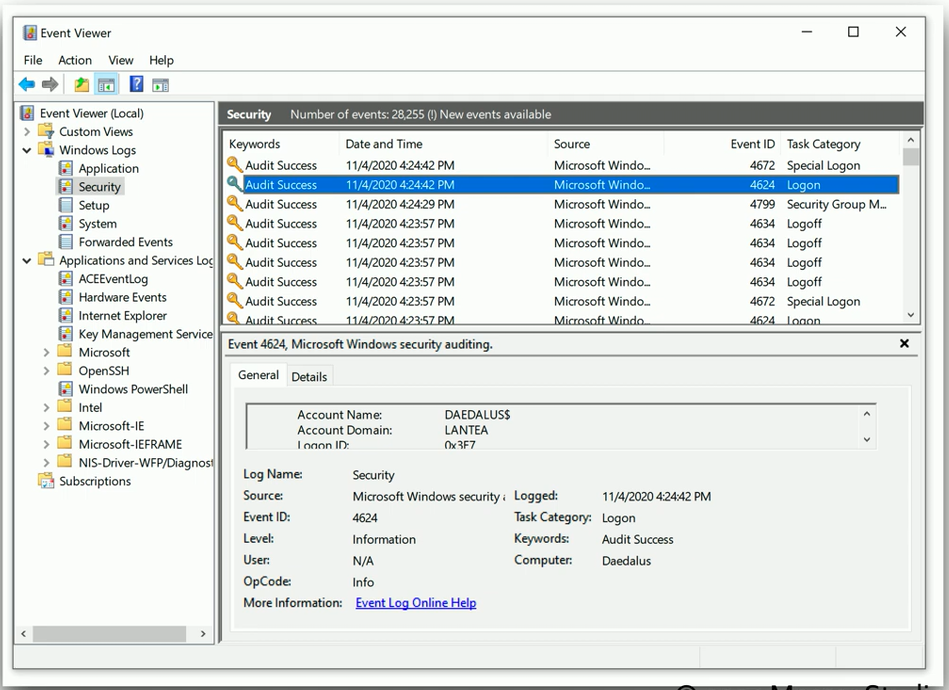 Event Viewer
File Action View Help
Event Viewer (Local)
Custom Views
Windows Logs
Application
Security
Setup
System
Forwarded Events
Applications and Services Log
ACEEventLog
Hardware Events
Internet Explorer
Key Management Service
Microsoft
OpenSSH
Windows PowerShell
Intel
Microsoft-IE
Microsoft-IEFRAME
NIS-Driver-WFP/Diagnost
Subscriptions
Security Number of events: 28,255 (!) New events available
Keywords Date and Time Source Event ID Task Category
Audit Success 11/4/2020 4:24:42 PM Microsoft Windo... 4672 Special Logon
Audit Success 11/4/2020 4:24:42 PM Microsoft Windo... 4624 Logon
Audit Success 11/4/2020 4:24:29 PM Microsoft Windo... 4799 Security Group M...
Audit Success 11/4/2020 4:23:57 PM Microsoft Windo... 4634 Logoff
Audit Success 11/4/2020 4:23:57 PM Microsoft Windo... 4634 Logoff
Audit Success 11/4/2020 4:23:57 PM Microsoft Windo... 4634 Logoff
Audit Success 11/4/2020 4:23:57 PM Microsoft Windo... 4634 Logoff
Audit Success 11/4/2020 4:23:57 PM Microsoft Windo... 4672 Special Logon
Audit Success 11/4/2020 4:23:57 PM Microsoft Windo... 4624 Logon
Event 4624, Microsoft Windows security auditing.
General Details
Account Name: DAEDALUS$
Account Domain: LANTEA
Logon ID: 0x3E7
Log Name: Security
Source: Microsoft Windows security Logged: 11/4/2020 4:24:42 PM
Event ID: 4624 Task Category: Logon
Level: Information Keywords: Audit Success
User: N/A Computer: Daedalus
OpCode: Info
More Information: Event Log Online Help